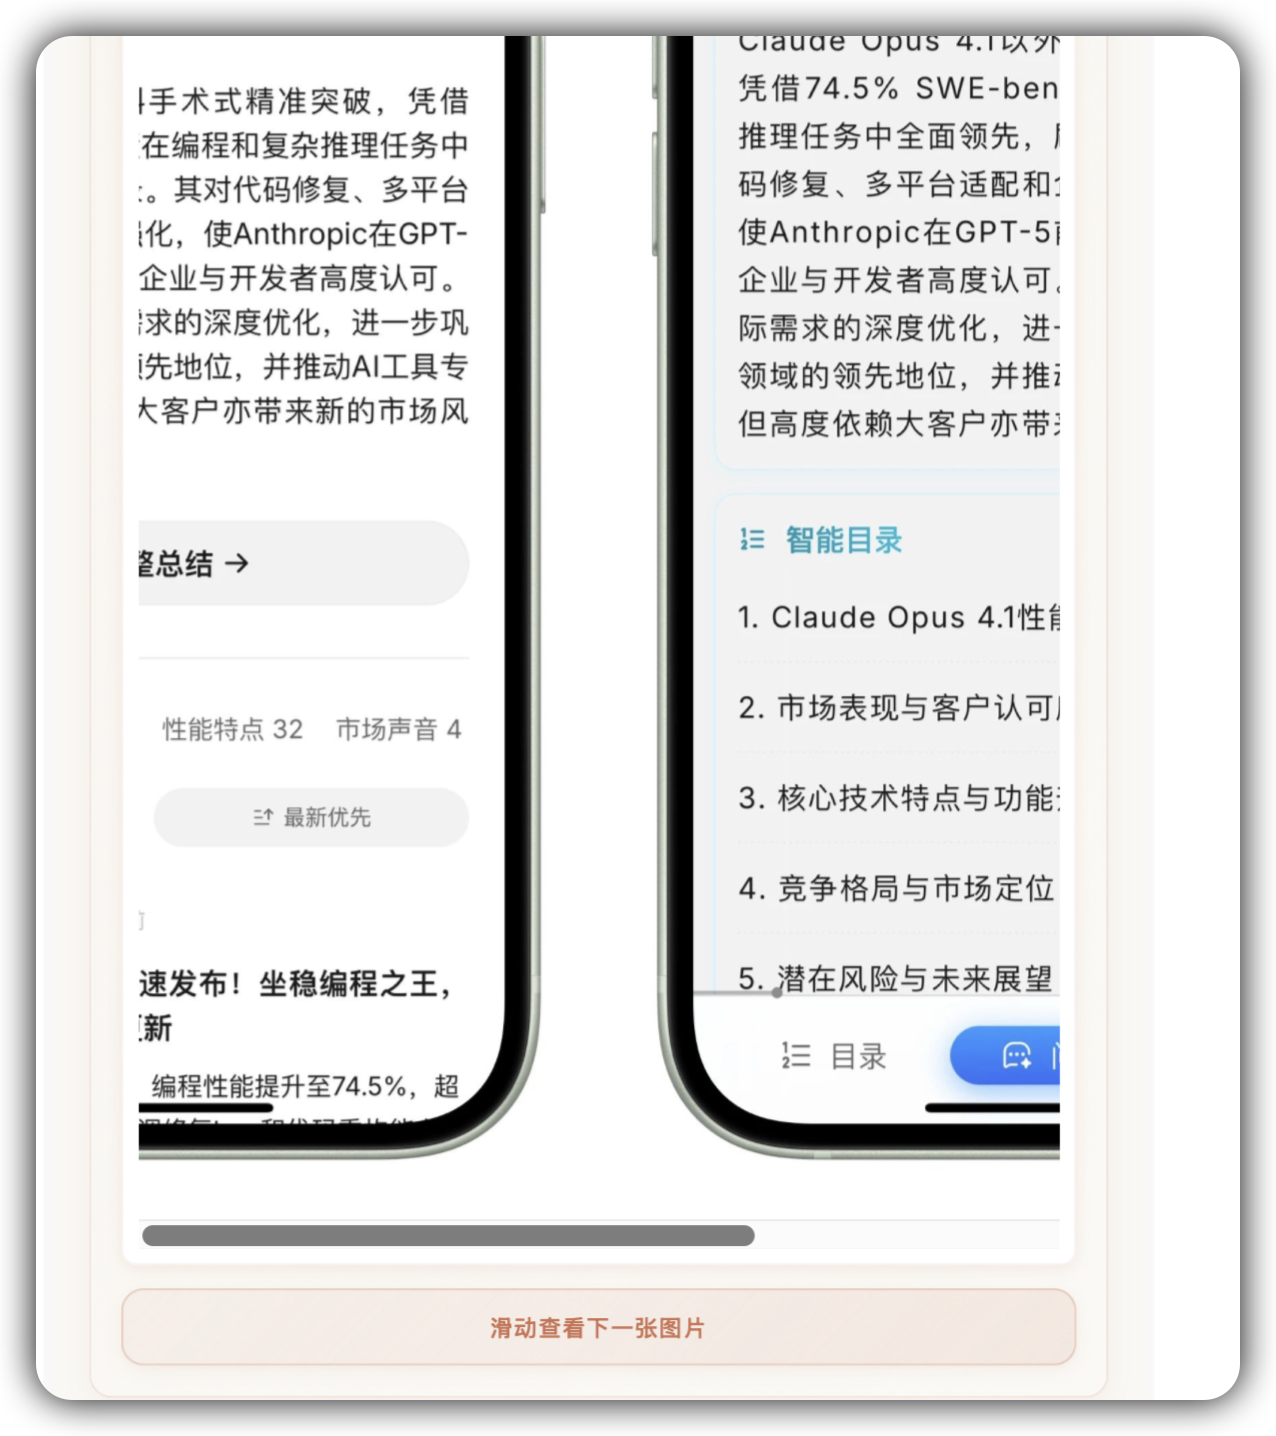 手术式精准突破，凭借
在编程和复杂推理任务中
。其对代码修复、多平台
化，使Anthropic在GPT-
企业与开发者高度认可。
求的深度优化，进一步巩
先地位，并推动AI工具专
大客户亦带来新的市场风
整总结 →
性能特点 32 市场声音 4
最新优先
前
速发布！坐稳编程之王，
新
编程性能提升至74.5%，超
Claude Opus 4.1以外
凭借74.5% SWE-ben
推理任务中全面领先，
码修复、多平台适配和企
使Anthropic在GPT-5前
企业与开发者高度认可。
际需求的深度优化，进一
领域的领先地位，并推动
但高度依赖大客户亦带来
智能目录
1. Claude Opus 4.1性能
2. 市场表现与客户认可
3. 核心技术特点与功能
4. 竞争格局与市场定位
5. 潜在风险与未来展望
目录
滑动查看下一张图片